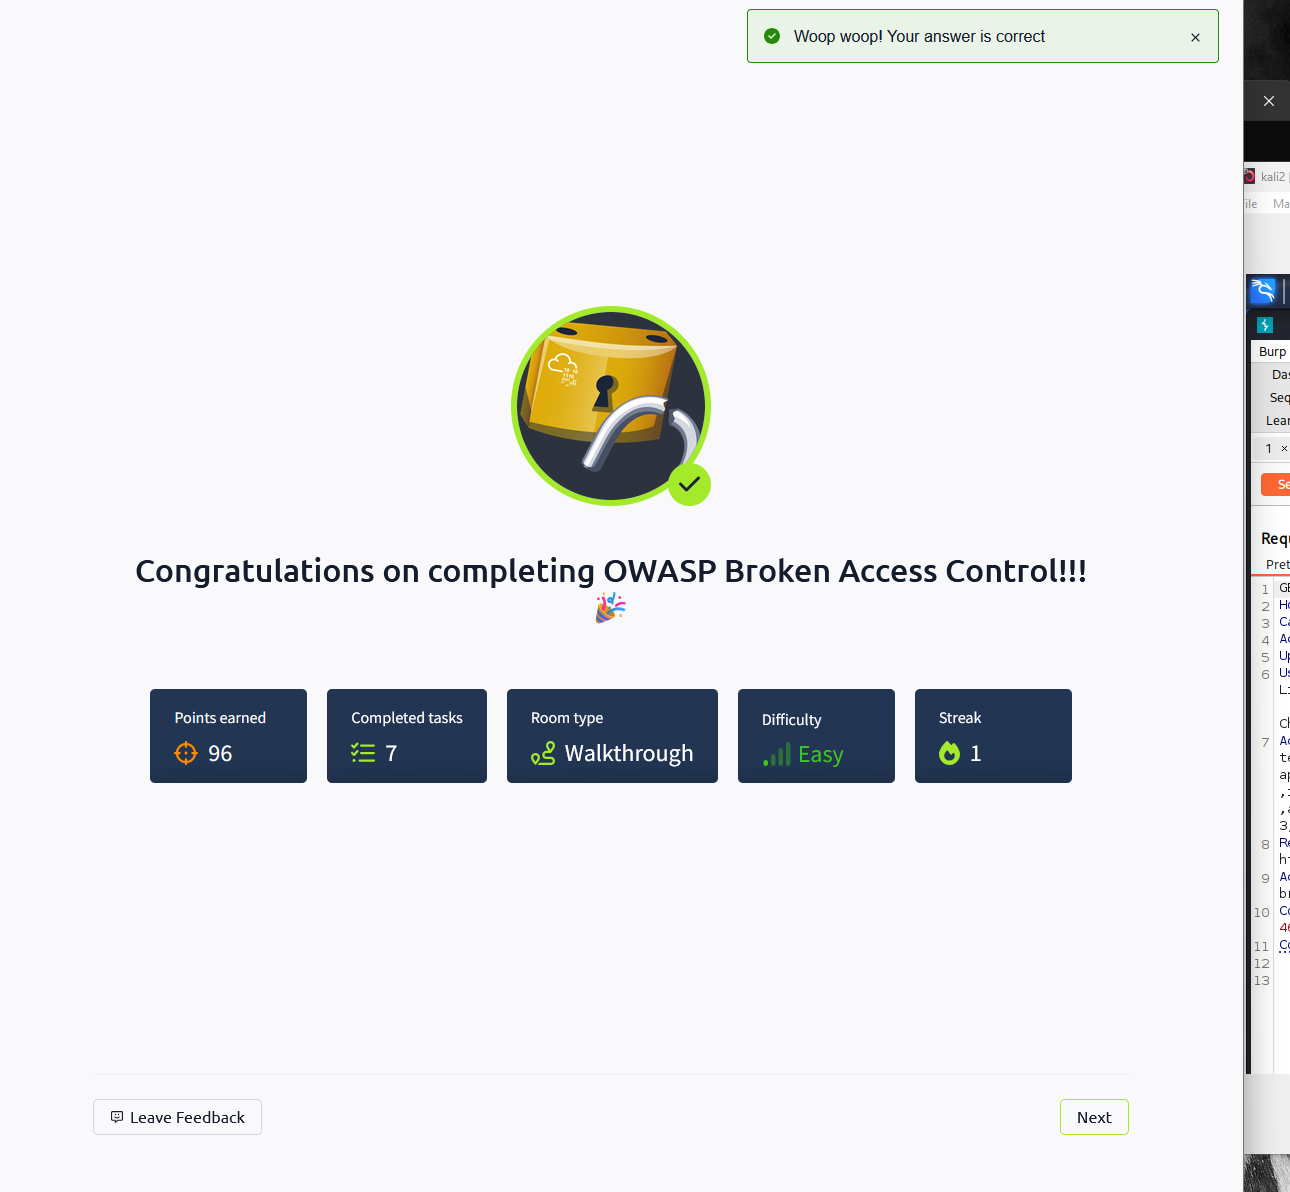 Woop woop! Your answer is correct
Congratulations on completing OWASP Broken Access Control!!!
🎉
Points earned
96
Completed tasks
7
Room type
Walkthrough
Difficulty
Easy
Streak
1
Leave Feedback
Next
kali2
File Ma
Burp
Das
Seq
Lear
1 ×
Se
Requ
Pret
1 GE
2 Ho
3 Ca
4 Ac
5 Up
6 Us
Li
Ch
7 Ac
te
ap
3,
8 Re
ht
9 Ac
br
10 Co
46
11 Co
12
13